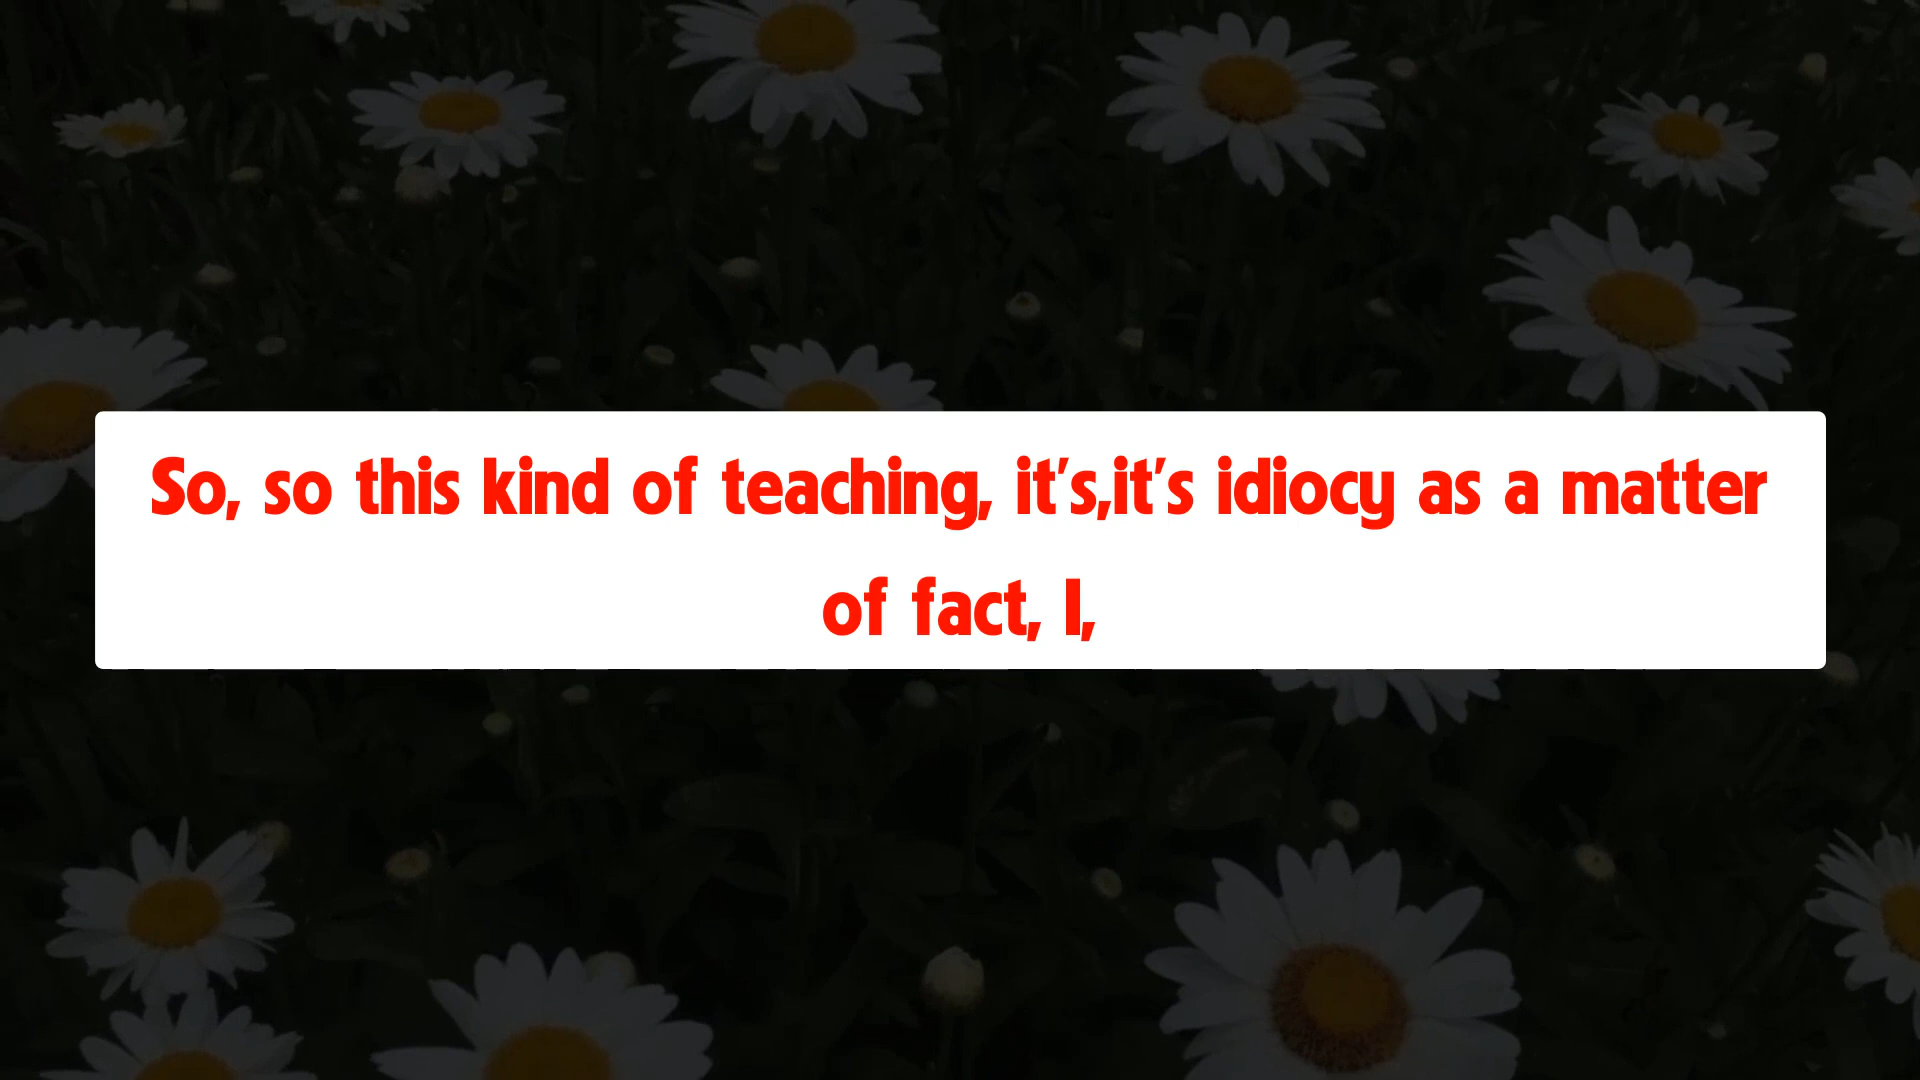 So, so this kind of teaching, it's,it's idiocy as a matter
of fact, I,